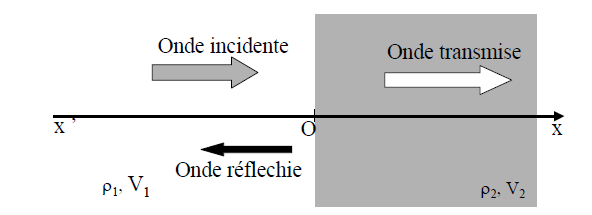 Onde incidente
Onde transmise
x '
O
x
Onde réflechie
ρ1, V1
ρ2, V2